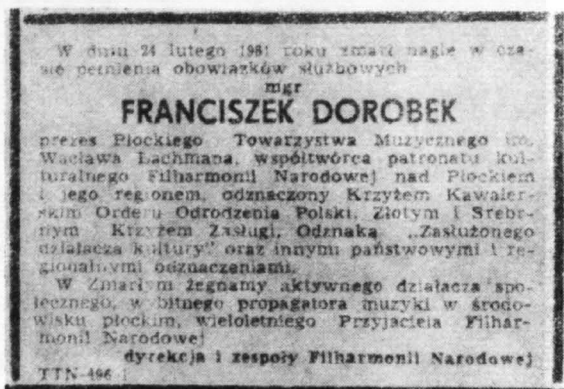 W dniu 24 lutego 1981 roku zmarł nagle w cza-
sie pełnienia obowiązków służbowych
mgr
FRANCISZEK DOROBEK
prezes Płockiego Towarzystwa Muzycznego im.
Wacława Lachmana, współtwórca patronatu kul-
turalnego Filharmonii Narodowej nad Płockiem
i jego regionem, odznaczony Krzyżem Kawaler-
skim Orderu Odrodzenia Polski, Złotym i Srebr-
nym Krzyżem Zasługi, Odznaką „Zasłużonego
działacza kultury" oraz innymi państwowymi i re-
gionalnymi odznaczeniami.
W Zmarłym żegnamy aktywnego działacza spo-
łecznego, wybitnego propagatora muzyki w środo-
wisku płockim, wieloletniego Przyjaciela Filhar-
monii Narodowej
dyrekcja i zespoły Filharmonii Narodowej
TTN-496